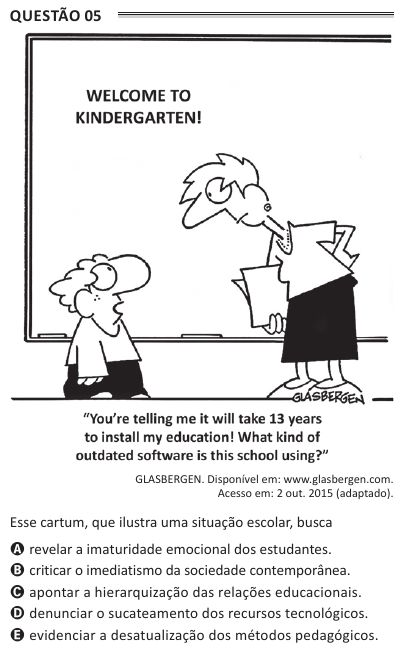 QUESTÃO 05
WELCOME TO
KINDERGARTEN!
GLASBERGEN
"You're telling me it will take 13 years
to install my education! What kind of
outdated software is this school using?"
GLASBERGEN. Disponível em: www.glasbergen.com.
Acesso em: 2 out. 2015 (adaptado).
Esse cartum, que ilustra uma situação escolar, busca
A revelar a imaturidade emocional dos estudantes.
B criticar o imediatismo da sociedade contemporânea.
C apontar a hierarquização das relações educacionais.
D denunciar o sucateamento dos recursos tecnológicos.
E evidenciar a desatualização dos métodos pedagógicos.